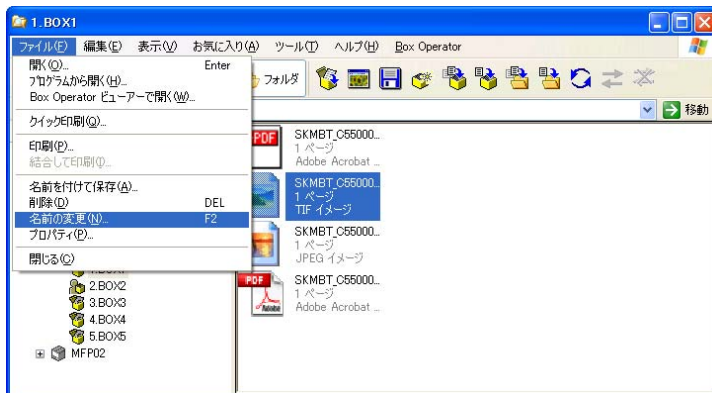 1.BOX1
ファイル(F) 編集(E) 表示(V) お気に入り(A) ツール(T) ヘルプ(H) Box Operator
開く(O)... Enter
プログラムから開く(H)...
Box Operator ビューアーで開く(W)...
クイック印刷(Q)...
印刷(P)...
結合して印刷(I)...
名前を付けて保存(A)...
削除(D) DEL
名前の変更(N)... F2
プロパティ(P)...
閉じる(C)
フォルダ
移動
PDF
SKMBT_C55000...
1 ページ
Adobe Acrobat ...
SKMBT_C55000...
1 ページ
TIF イメージ
SKMBT_C55000...
1 ページ
JPEG イメージ
PDF
Adobe
SKMBT_C55000...
1 ページ
Adobe Acrobat ...
2.BOX2
3.BOX3
4.BOX4
5.BOX5
MFP02